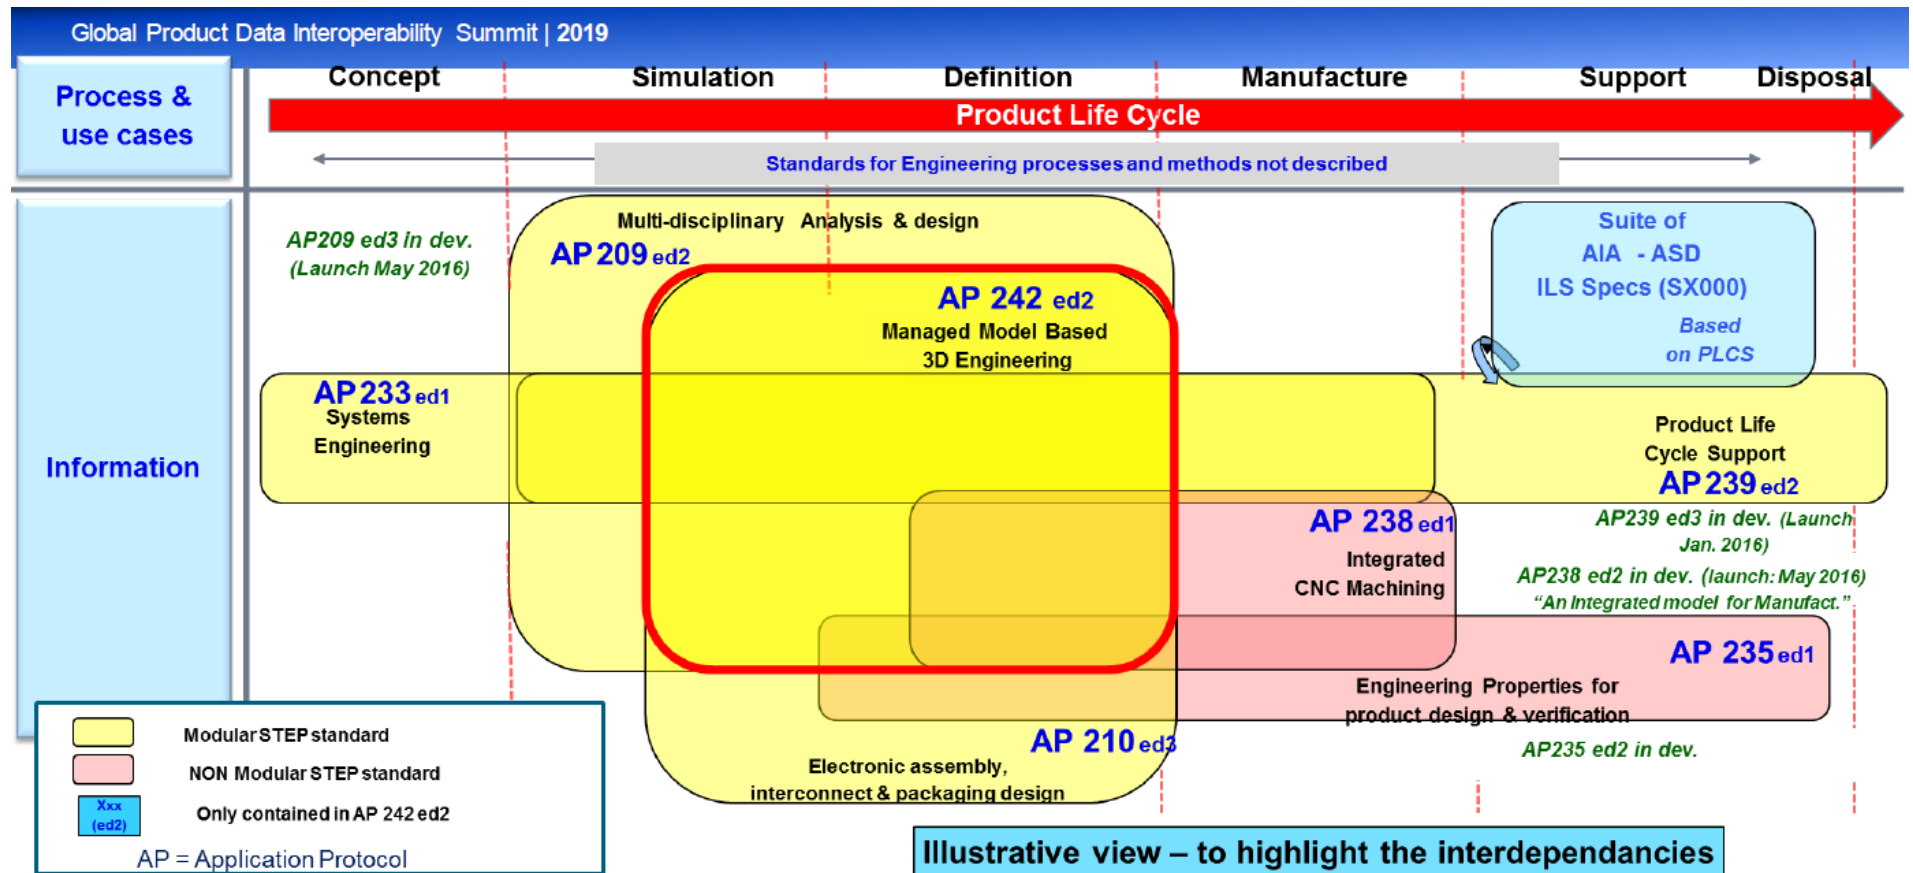 Global Product Data Interoperability Summit | 2019
Process &
use cases
Concept
Simulation
Definition
Manufacture
Support
Disposal
Product Life Cycle
Standards for Engineering processes and methods not described
Information
AP209 ed3 in dev.
(Launch May 2016)
Multi-disciplinary Analysis & design
AP209 ed2
AP 242 ed2
Managed Model Based
3D Engineering
Suite of
AIA - ASD
ILS Specs (SX000)
Based
on PLCS
AP233 ed1
Systems
Engineering
Product Life
Cycle Support
AP239 ed2
AP239 ed3 in dev. (Launch
Jan. 2016)
AP 238 ed1
Integrated
CNC Machining
AP238 ed2 in dev. (launch: May 2016)
“An Integrated model for Manufact.”
AP 235 ed1
Engineering Properties for
product design & verification
AP235 ed2 in dev.
AP 210 ed3
Electronic assembly,
interconnect & packaging design
Modular STEP standard
NON Modular STEP standard
Xxx
(ed2)
Only contained in AP 242 ed2
AP = Application Protocol
Illustrative view – to highlight the interdependancies